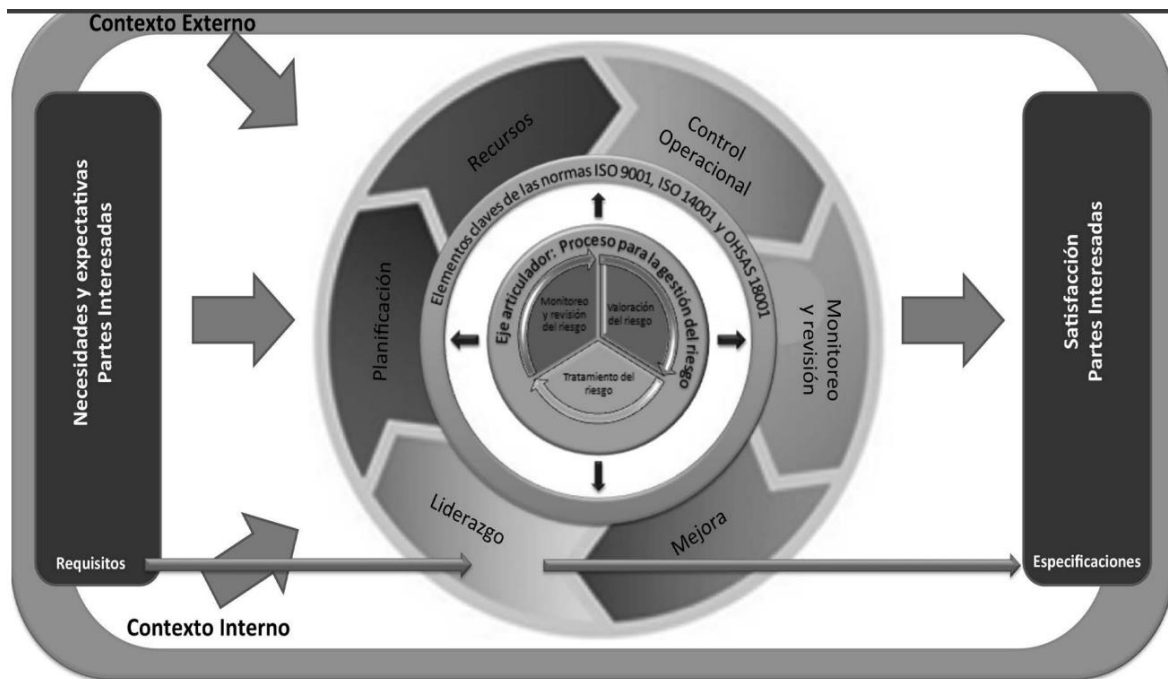 Contexto Externo
Necesidades y expectativas
Partes Interesadas
Requisitos
Contexto Interno
Recursos
Control
Operacional
Planificación
Monitoreo
y revisión
Liderazgo
Mejora
Elementos claves de las normas ISO 9001, ISO 14001 y OHSAS 18001
Eje articulador: Proceso para la gestión del riesgo
Monitoreo
y revisión
del riesgo
Valoración
del riesgo
Tratamiento del
riesgo
Satisfacción
Partes Interesadas
Especificaciones